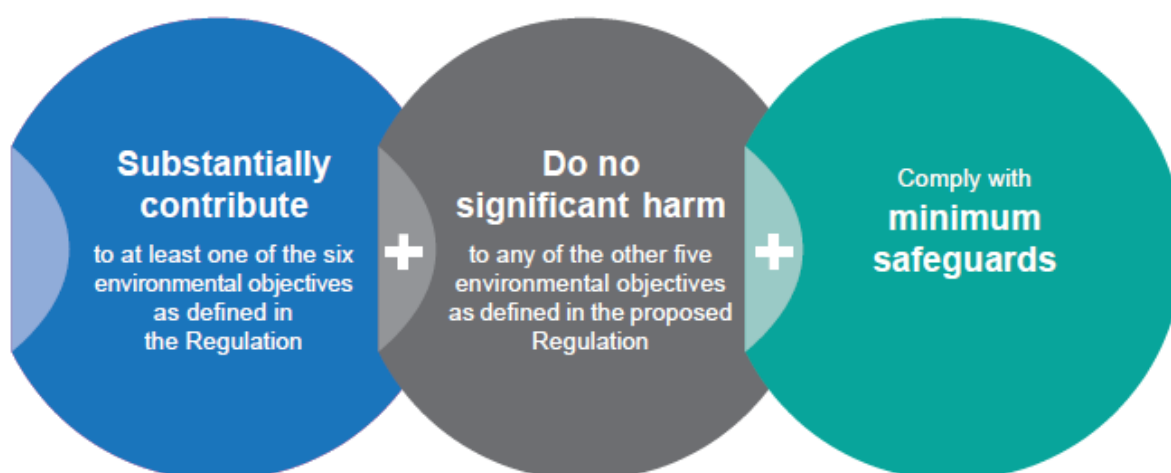 Substantially
contribute
to at least one of the six
environmental objectives
as defined in
the Regulation
+
Do no
significant harm
to any of the other five
environmental objectives
as defined in the proposed
Regulation
+
Comply with
minimum
safeguards